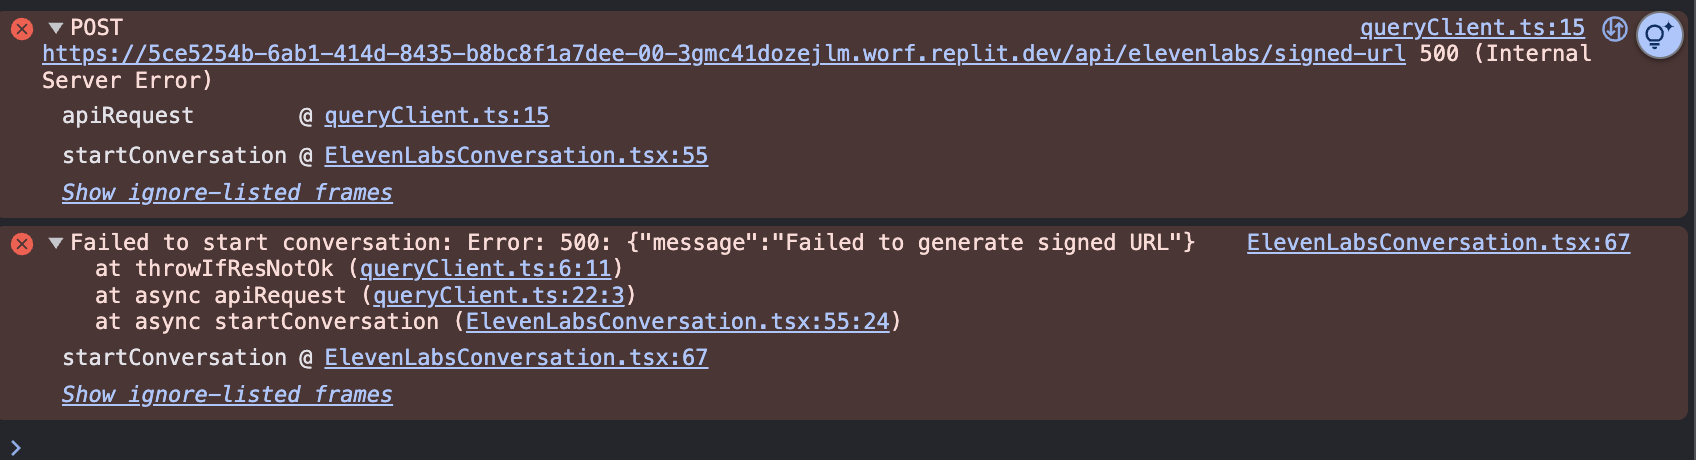 POST queryClient.ts:15
https://5ce5254b-6ab1-414d-8435-b8bc8f1a7dee-00-3gmc41dozejlm.worf.replit.dev/api/elevenlabs/signed-url 500 (Internal
Server Error)
apiRequest @ queryClient.ts:15
startConversation @ ElevenLabsConversation.tsx:55
Show ignore-listed frames
Failed to start conversation: Error: 500: {"message":"Failed to generate signed URL"} ElevenLabsConversation.tsx:67
at throwIfResNotOk (queryClient.ts:6:11)
at async apiRequest (queryClient.ts:22:3)
at async startConversation (ElevenLabsConversation.tsx:55:24)
startConversation @ ElevenLabsConversation.tsx:67
Show ignore-listed frames